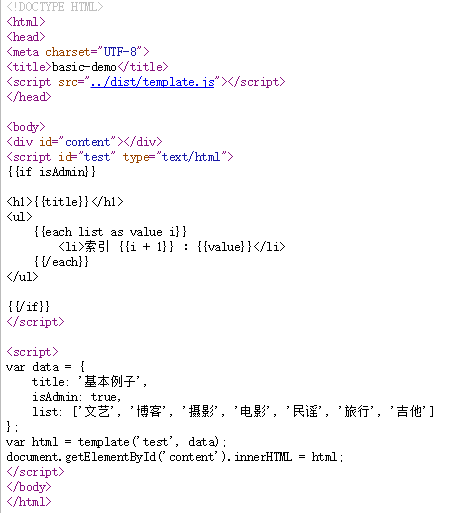 <!DOCTYPE HTML>
<html>
<head>
<meta charset="UTF-8">
<title>basic-demo</title>
<script src="../dist/template.js"></script>
</head>

<body>
<div id="content"></div>
<script id="test" type="text/html">
{{if isAdmin}}

<h1>{{title}}</h1>
<ul>
    {{each list as value i}}
        <li>索引 {{i + 1}} : {{value}}</li>
    {{/each}}
</ul>

{{/if}}
</script>

<script>
var data = {
    title: '基本例子',
    isAdmin: true,
    list: ['文艺', '博客', '摄影', '电影', '民谣', '旅行', '吉他']
};
var html = template('test', data);
document.getElementById('content').innerHTML = html;
</script>
</body>
</html>